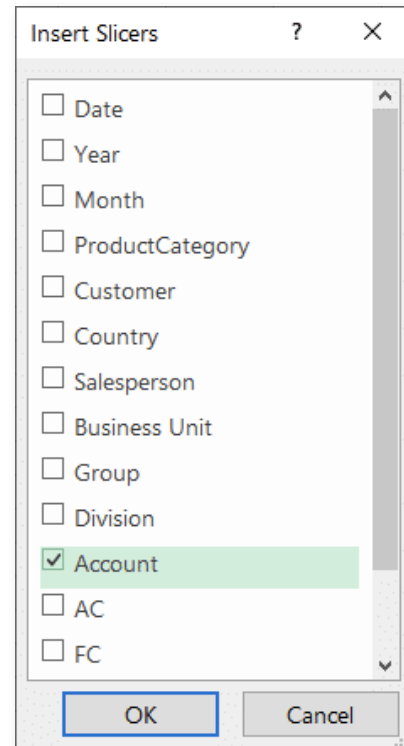 Insert Slicers ?
Date
Year
Month
ProductCategory
Customer
Country
Salesperson
Business Unit
Group
Division
Account
AC
FC
OK Cancel